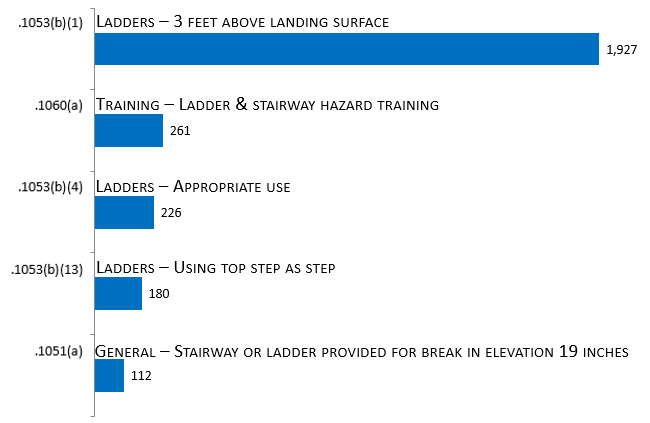 .1053(b)(1) Ladders – 3 feet above landing surface
1,927
.1060(a) Training – Ladder & stairway hazard training
261
.1053(b)(4) Ladders – Appropriate use
226
.1053(b)(13) Ladders – Using top step as step
180
.1051(a) General – Stairway or ladder provided for break in elevation 19 inches
112